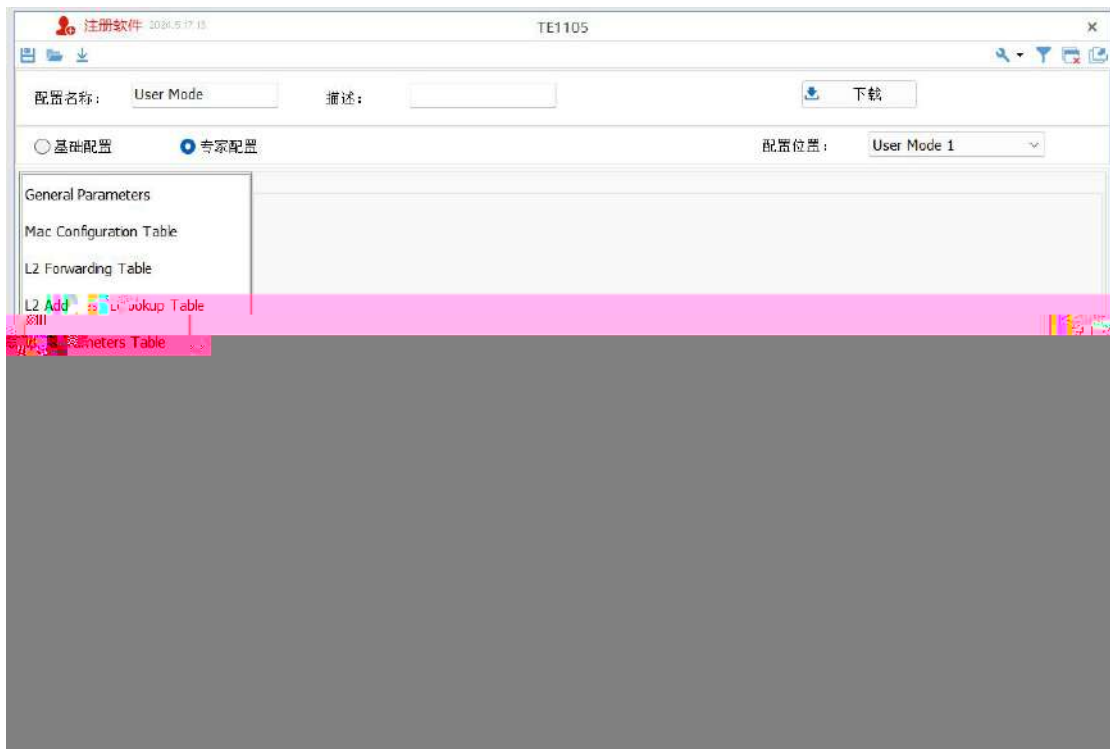 注册软件
TE1105
配置名称： User Mode 描述： 下载
基础配置 专家配置 配置位置： User Mode 1
General Parameters
Mac Configuration Table
L2 Forwarding Table
L2 Table
Table